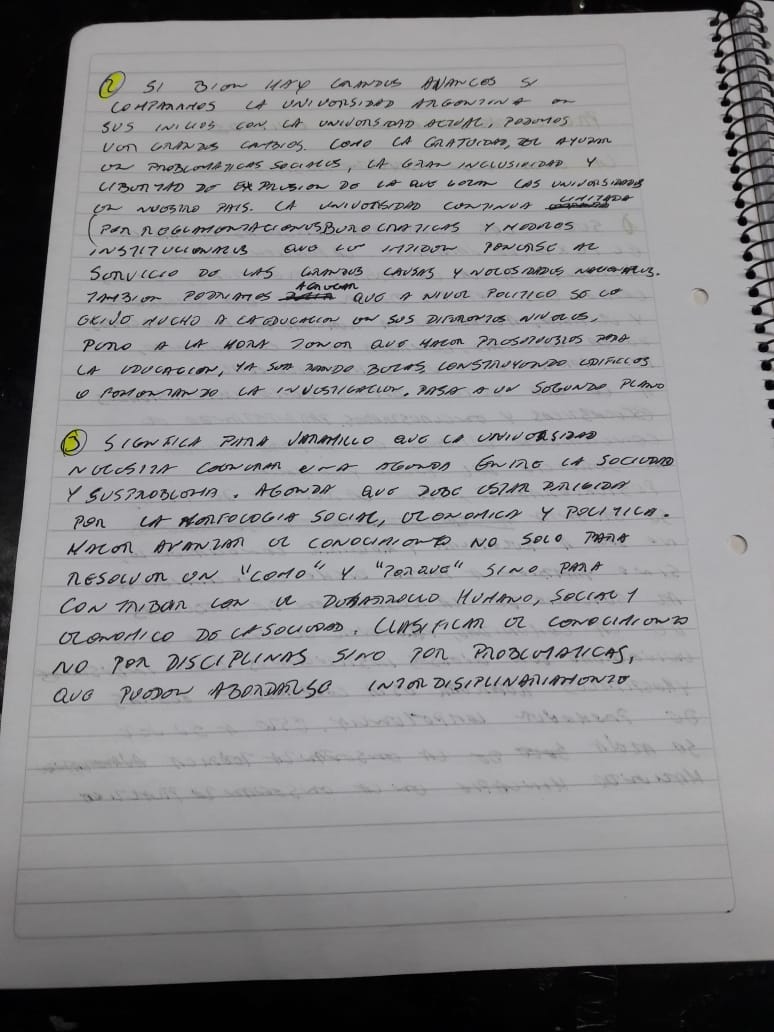 2 SI BIEN HAY GRANDES AVANCES SI
COMPARAMOS LA UNIVERSIDAD ARGENTINA EN
SUS INICIOS CON LA UNIVERSIDAD ACTUAL, PODEMOS
VER GRANDES CAMBIOS. COMO LA GRATUIDAD, EL AYUDAR
EN PROBLEMATICAS SOCIALES, LA GRAN INCLUSIVIDAD Y
LIBERTAD DE EXPRESION DE LA QUE GOZAN LAS UNIVERSIDADES
EN NUESTRO PAIS. LA UNIVERSIDAD CONTINUA LIMITADA
(POR REGLAMENTACIONES BUROCRATICAS Y MEDIOS
INSTITUCIONALES QUE LE IMPIDEN PONERSE AL
SERVICIO DE LAS GRANDES CAUSAS Y NECESIDADES NACIONALES.
TAMBIEN PODRIAMOS AGREGAR QUE A NIVEL POLITICO SE LE
EXIJE MUCHO A LA EDUCACION EN SUS DIFERENTES NIVELES,
PERO A LA HORA TENER QUE HACER PRESUPUESTOS PARA
LA EDUCACION, YA SEA DANDO BECAS, CONSTRUYENDO EDIFICIOS
O FOMENTANDO LA INVESTIGACION, PASA A UN SEGUNDO PLANO
3 SIGNFICA PARA JARAMILLO QUE LA UNIVERSIDAD
NECESITA GENERAR UNA AGENDA ENTRE LA SOCIEDAD
Y SUS PROBLEMA. AGENDA QUE DEBE ESTAR DIRIGIDA
POR LA MORFOLOGIA SOCIAL, ECONOMICA Y POLITICA.
HACER AVANZAR EL CONOCIMIENTO NO SOLO PARA
RESOLVER UN "COMO" Y "PORQUE" SINO PARA
CONTRIBUIR CON EL DESARROLLO HUMANO, SOCIAL Y
ECONOMICO DE LA SOCIEDAD. CLASIFICAR EL CONOCIMIENTO
NO POR DISCIPLINAS SINO POR PROBLEMATICAS,
QUE PUEDEN ABORDARSE INTERDISIPLINARIAMENTE